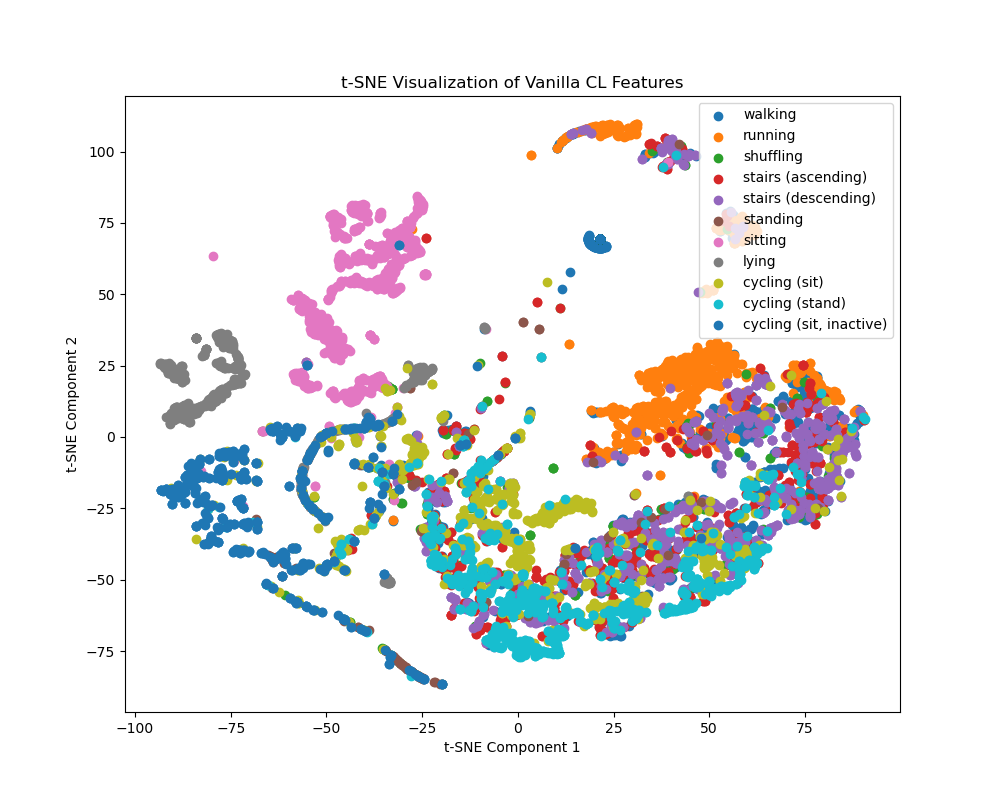 t-SNE Visualization of Vanilla CL Features
walking
running
shuffling
stairs (ascending)
stairs (descending)
standing
sitting
lying
cycling (sit)
cycling (stand)
cycling (sit, inactive)
100
75
50
25
0
−25
−50
−75
t-SNE Component 2
−100
−75
−50
−25
0
25
50
75
t-SNE Component 1